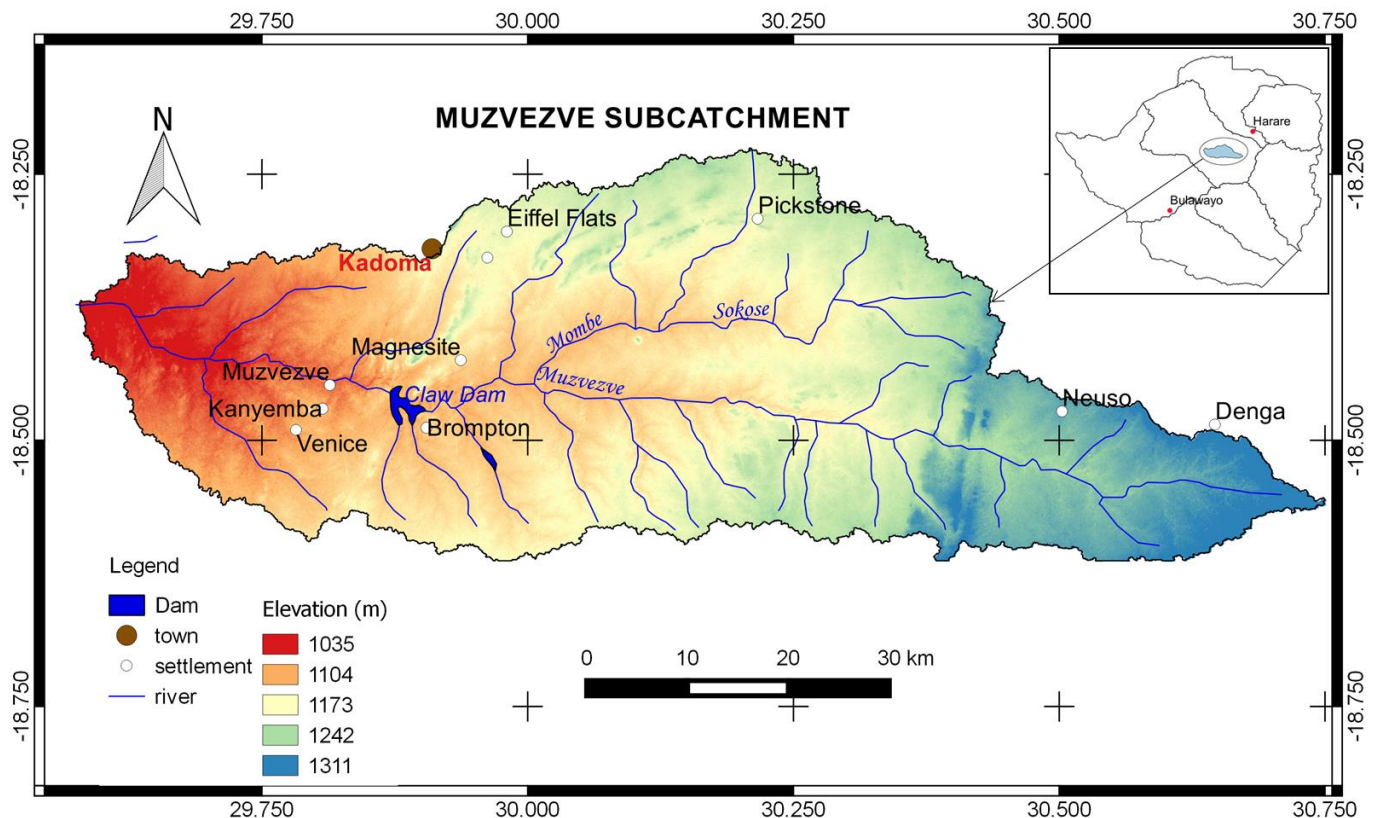 29.750 30.000 30.250 30.500 30.750
MUZVEZVE SUBCATCHMENT
N
Harare
Bulawayo
-18.250 -18.250
Pickstone
Eiffel Flats
Kadoma
Sokose
Mombe
Magnesite
Muzvezve
Muzvezve
Claw Dam
Kanyemba
Neuso
Denga
Brompton
Venice
-18.500 -18.500
Legend
Dam
town
settlement
river
Elevation (m)
1035
1104
1173
1242
1311
0 10 20 30 km
-18.750 -18.750
29.750 30.000 30.250 30.500 30.750